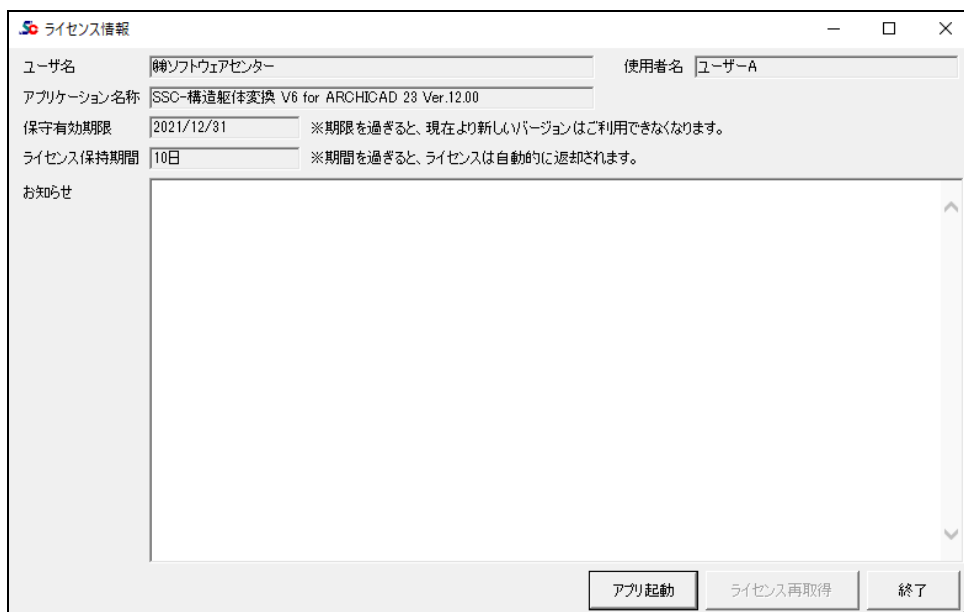 Sc ライセンス情報
ユーザ名 ㈱ソフトウェアセンター 使用者名 ユーザーA
アプリケーション名称 SSC-構造躯体変換 V6 for ARCHICAD 23 Ver.12.00
保守有効期限 2021/12/31 ※期限を過ぎると、現在より新しいバージョンはご利用できなくなります。
ライセンス保持期間 10日 ※期間を過ぎると、ライセンスは自動的に返却されます。
お知らせ
アプリ起動 ライセンス再取得 終了